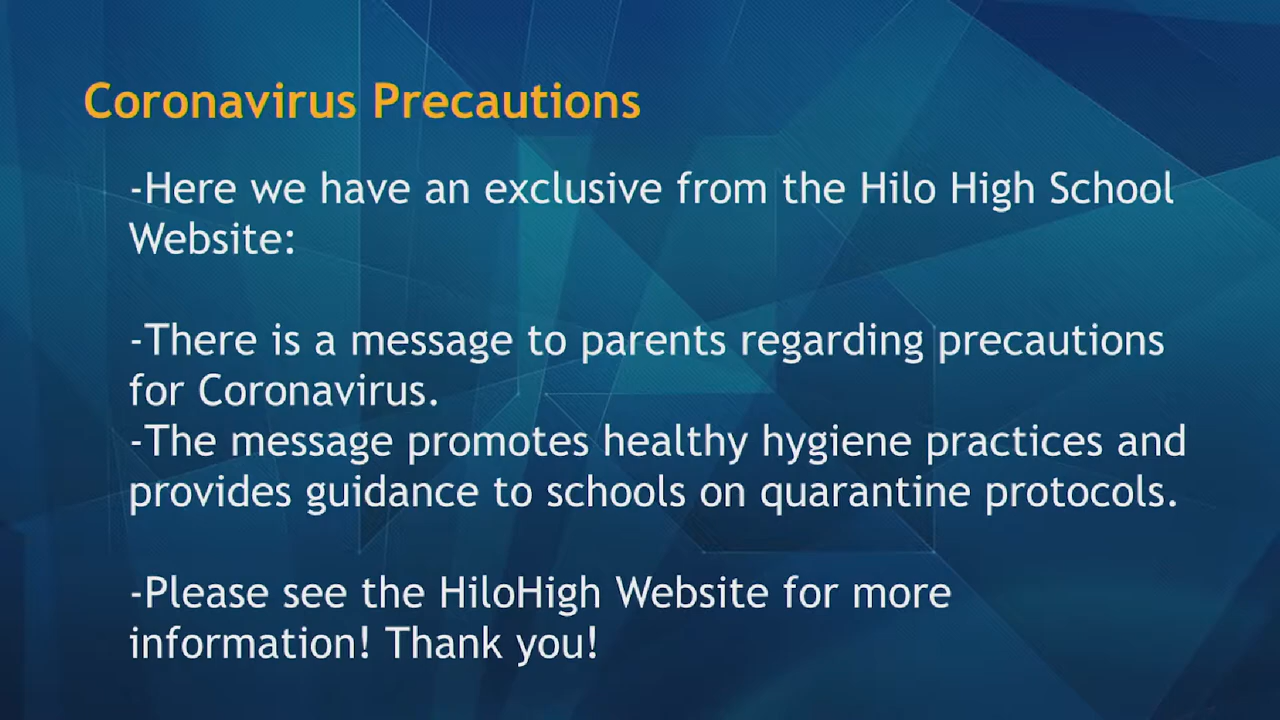 Coronavirus Precautions
-Here we have an exclusive from the Hilo High School
Website:
-There is a message to parents regarding precautions
for Coronavirus.
-The message promotes healthy hygiene practices and
provides guidance to schools on quarantine protocols.
-Please see the HiloHigh Website for more
information! Thank you!